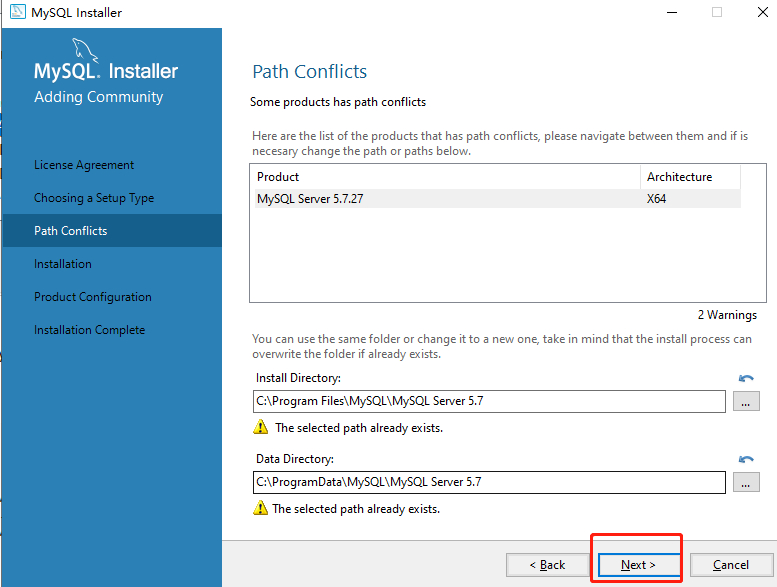 MySQL Installer
MySQL. Installer
Adding Community
License Agreement
Choosing a Setup Type
Path Conflicts
Installation
Product Configuration
Installation Complete
Path Conflicts
Some products has path conflicts
Here are the list of the products that has path conflicts, please navigate between them and if is
necesary change the path or paths below.
Product Architecture
MySQL Server 5.7.27 X64
2 Warnings
You can use the same folder or change it to a new one, take in mind that the install process can
overwrite the folder if already exists.
Install Directory:
C:\Program Files\MySQL\MySQL Server 5.7
...
The selected path already exists.
Data Directory:
C:\ProgramData\MySQL\MySQL Server 5.7
...
The selected path already exists.
< Back Next > Cancel